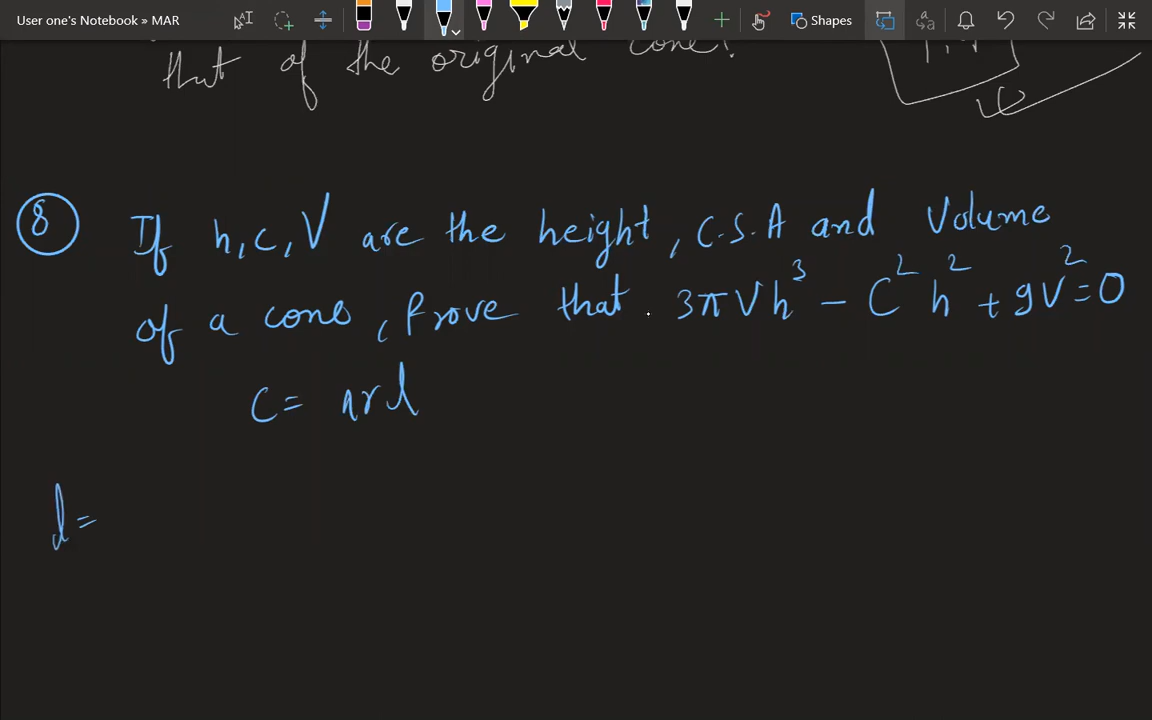 User one's Notebook » MAR
Shapes
that of the original cone?
8 If h, c, V are the height, C.S.A and Volume
of a cone, Prove that 3πVh³ - C²h² + 9V² = 0
C = πrl
l =